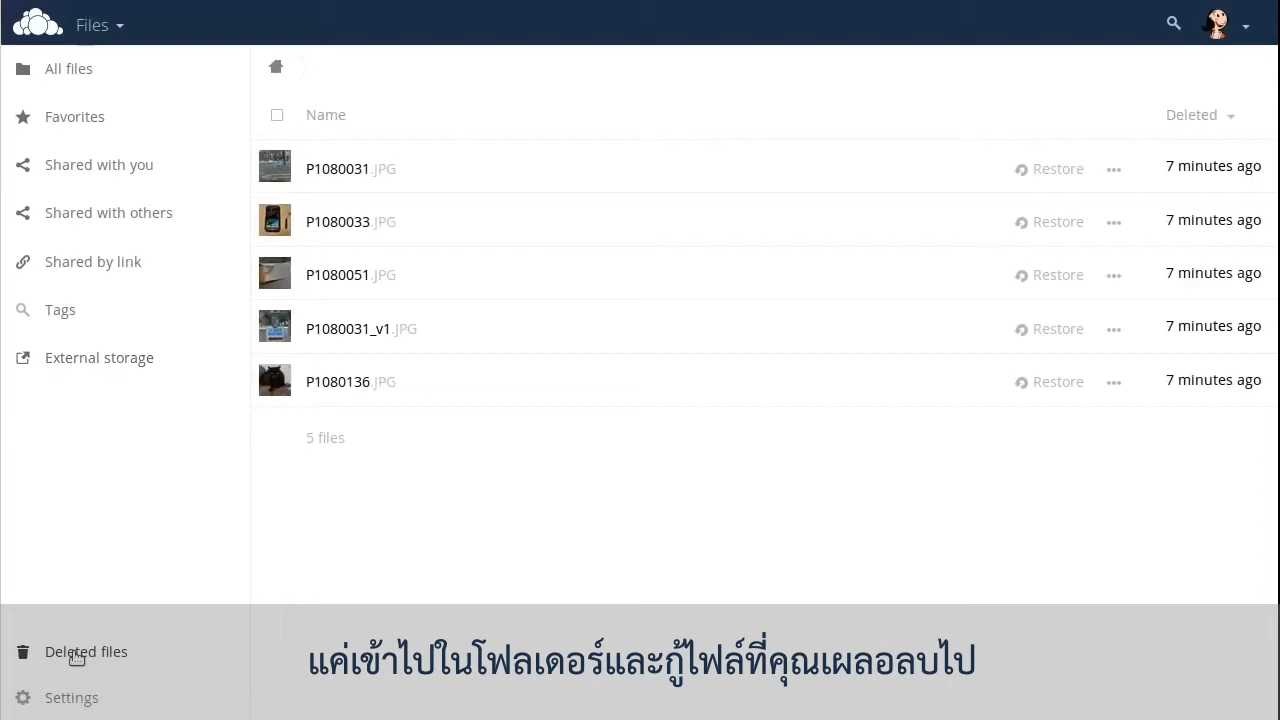 Files
All files
Favorites
Shared with you
Shared with others
Shared by link
Tags
External storage
Deleted files
Settings
Name Deleted
P1080031.JPG Restore 7 minutes ago
P1080033.JPG Restore 7 minutes ago
P1080051.JPG Restore 7 minutes ago
P1080031_v1.JPG Restore 7 minutes ago
P1080136.JPG Restore 7 minutes ago
5 files
แค่เข้าไปในโฟลเดอร์และกู้ไฟล์ที่คุณเผลอลบไป